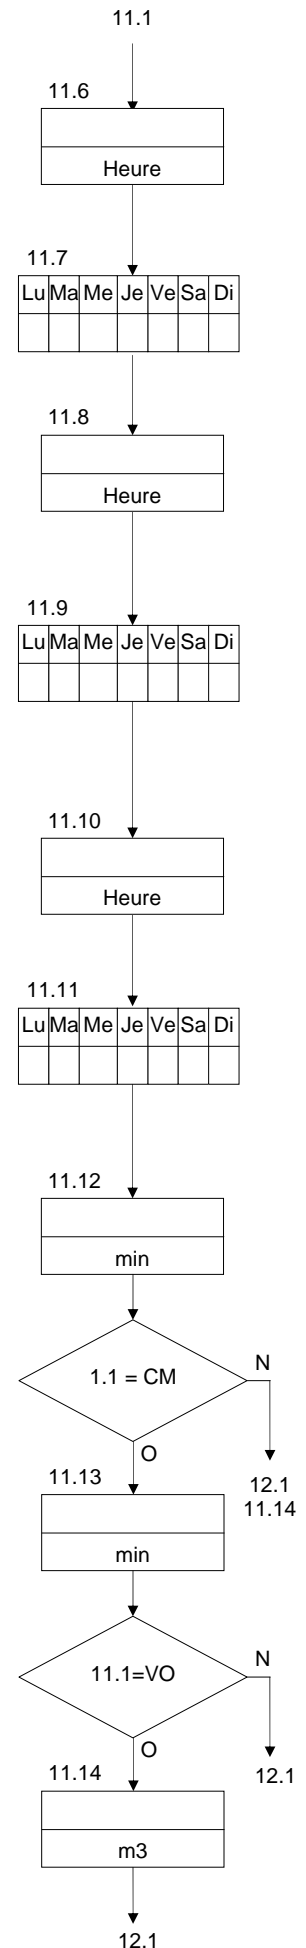 11.1
11.6
Heure
11.7
Lu Ma Me Je Ve Sa Di
11.8
Heure
11.9
Lu Ma Me Je Ve Sa Di
11.10
Heure
11.11
Lu Ma Me Je Ve Sa Di
11.12
min
1.1 = CM
N
O
12.1
11.14
11.13
min
11.1=VO
N
O
12.1
11.14
m3
12.1